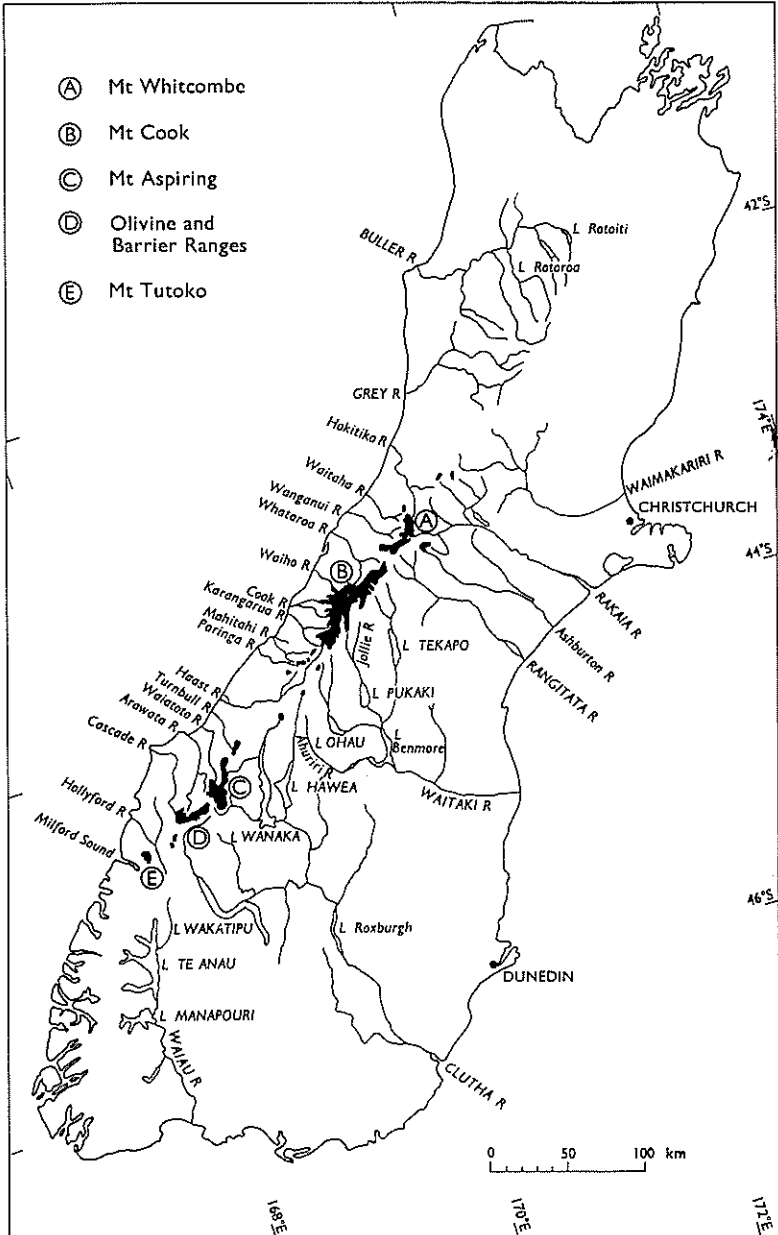 Ⓐ Mt Whitcombe
Ⓑ Mt Cook
Ⓒ Mt Aspiring
Ⓓ Olivine and
Barrier Ranges
Ⓔ Mt Tutoko
42°S
L Rotoiti
BULLER R
L Rotoroa
GREY R
174°E
Hokitika R
Waitaha R
WAIMAKARIRI R
Wanganui R
CHRISTCHURCH
Whataroa R
A
44°S
Waiho R
B
Cook R
RAKAIA R
Karangarua R
Mahitahi R
Jollie R
L TEKAPO
Ashburton R
Paringa R
RANGITATA R
Haast R
L PUKAKI
Turnbull R
Waiatoto R
L OHAU
L
Benmore
Arawata R
Ahuriri R
Cascade R
C
L HAWEA
WAITAKI R
Hollyford R
L WANAKA
D
Milford Sound
E
46°S
L WAKATIPU
L Roxburgh
L TE ANAU
DUNEDIN
L MANAPOURI
WAIAU R
CLUTHA R
0 50 100 km
168°E
170°E
172°E